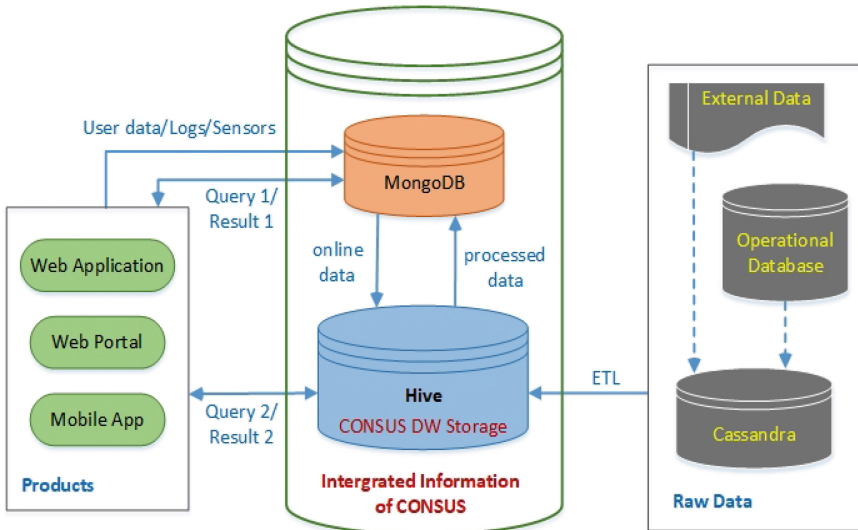 User data/Logs/Sensors
Query 1/
Result 1
Web Application
Web Portal
Mobile App
Products
Query 2/
Result 2
MongoDB
online
data
processed
data
Hive
CONSUS DW Storage
Intergrated Information
of CONSUS
ETL
External Data
Operational
Database
Cassandra
Raw Data